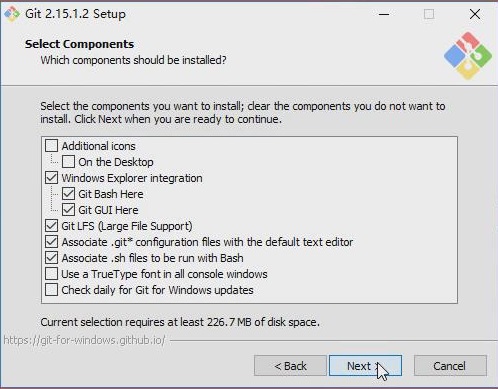 Git 2.15.1.2 Setup
Select Components
Which components should be installed?
Select the components you want to install; clear the components you do not want to
install. Click Next when you are ready to continue.
Additional icons
On the Desktop
Windows Explorer integration
Git Bash Here
Git GUI Here
Git LFS (Large File Support)
Associate .git* configuration files with the default text editor
Associate .sh files to be run with Bash
Use a TrueType font in all console windows
Check daily for Git for Windows updates
Current selection requires at least 226.7 MB of disk space.
https://git-for-windows.github.io/
< Back
Next >
Cancel